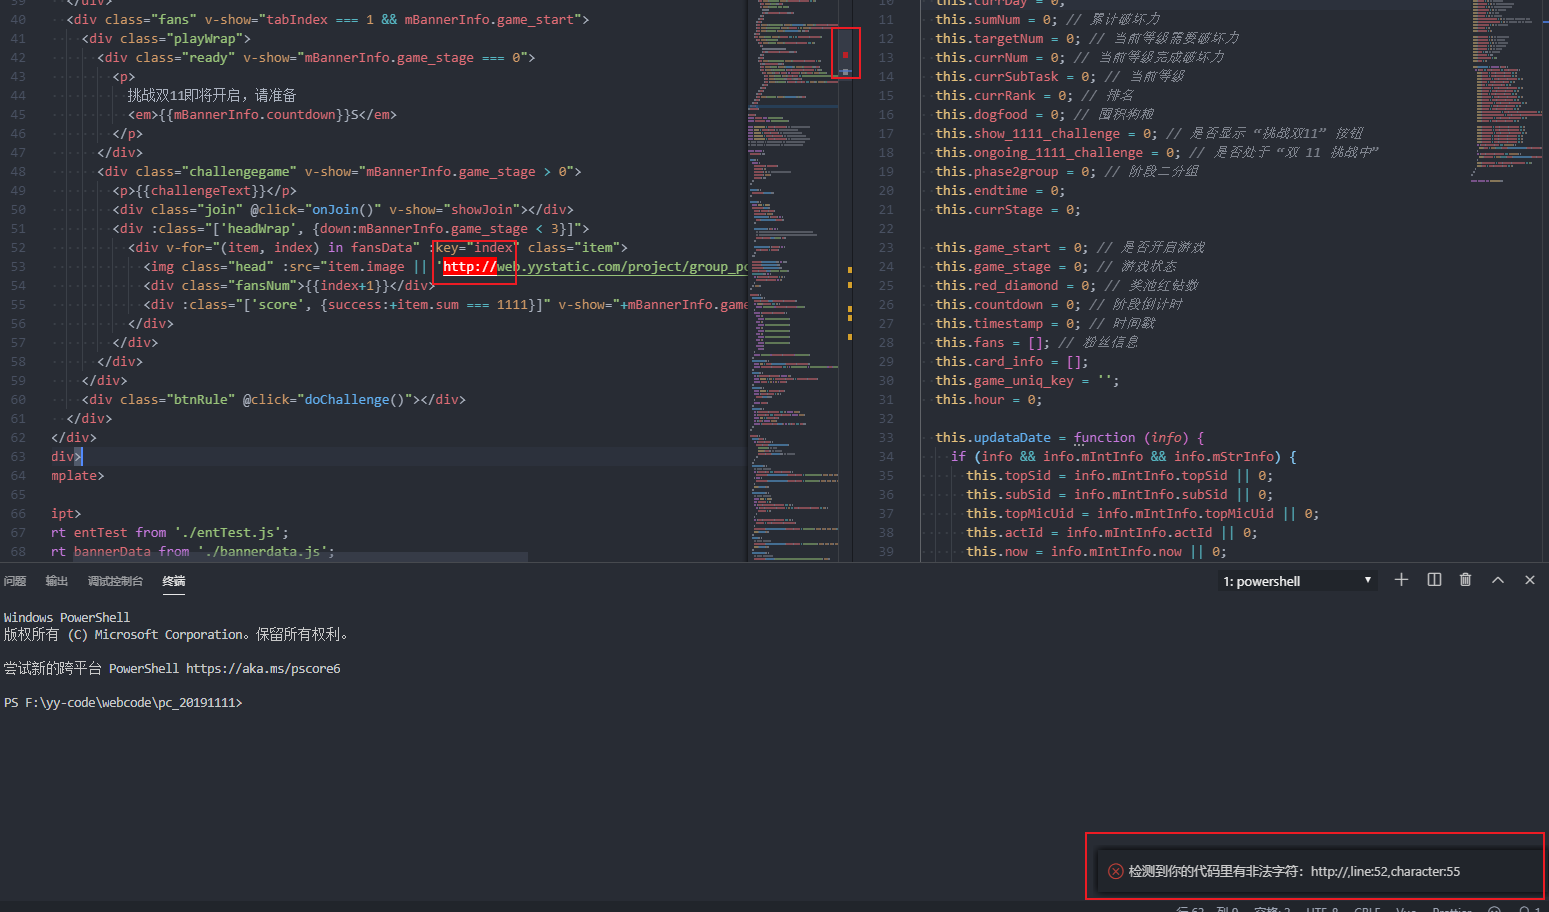 39 </div>
40 <div class="fans" v-show="tabIndex === 1 && mBannerInfo.game_start">
41 <div class="playWrap">
42 <div class="ready" v-show="mBannerInfo.game_stage === 0">
43 <p>
44 挑战双11即将开启，请准备
45 <em>{{mBannerInfo.countdown}}S</em>
46 </p>
47 </div>
48 <div class="challengegame" v-show="mBannerInfo.game_stage > 0">
49 <p>{{challengeText}}</p>
50 <div class="join" @click="onJoin()" v-show="showJoin"></div>
51 <div :class="['headWrap', {down:mBannerInfo.game_stage < 3}]">
52 <div v-for="(item, index) in fansData" :key="index" class="item">
53 <img class="head" :src="item.image || 'http://web.yystatic.com/project/group_po
54 <div class="fansNum">{{index+1}}</div>
55 <div :class="['score', {success:+item.sum === 1111}]" v-show="+mBannerInfo.game
56 </div>
57 </div>
58 </div>
59 </div>
60 <div class="btnRule" @click="doChallenge()"></div>
61 </div>
62 </div>
63 div>
64 mplate>
65
66 ipt>
67 rt entTest from './entTest.js';
68 rt bannerData from './bannerdata.js';
10 this.currDay = 0;
11 this.sumNum = 0; // 累计破坏力
12 this.targetNum = 0; // 当前等级需要破坏力
13 this.currNum = 0; // 当前等级完成破坏力
14 this.currSubTask = 0; // 当前等级
15 this.currRank = 0; // 排名
16 this.dogfood = 0; // 囤积狗粮
17 this.show_1111_challenge = 0; // 是否显示“挑战双11” 按钮
18 this.ongoing_1111_challenge = 0; // 是否处于“双 11 挑战中”
19 this.phase2group = 0; // 阶段二分组
20 this.endtime = 0;
21 this.currStage = 0;
22
23 this.game_start = 0; // 是否开启游戏
24 this.game_stage = 0; // 游戏状态
25 this.red_diamond = 0; // 奖池红钻数
26 this.countdown = 0; // 阶段倒计时
27 this.timestamp = 0; // 时间戳
28 this.fans = []; // 粉丝信息
29 this.card_info = [];
30 this.game_uniq_key = '';
31 this.hour = 0;
32
33 this.updataDate = function (info) {
34 if (info && info.mIntInfo && info.mStrInfo) {
35 this.topSid = info.mIntInfo.topSid || 0;
36 this.subSid = info.mIntInfo.subSid || 0;
37 this.topMicUid = info.mIntInfo.topMicUid || 0;
38 this.actId = info.mIntInfo.actId || 0;
39 this.now = info.mIntInfo.now || 0;
问题 输出 调试控制台 终端
1: powershell
Windows PowerShell
版权所有 (C) Microsoft Corporation。保留所有权利。
尝试新的跨平台 PowerShell https://aka.ms/pscore6
PS F:\yy-code\webcode\pc_20191111>
检测到你的代码里有非法字符：http://,line:52,character:55
行 63，列 9 空格: 2 UTF-8 CRLF Vue Prettier 1